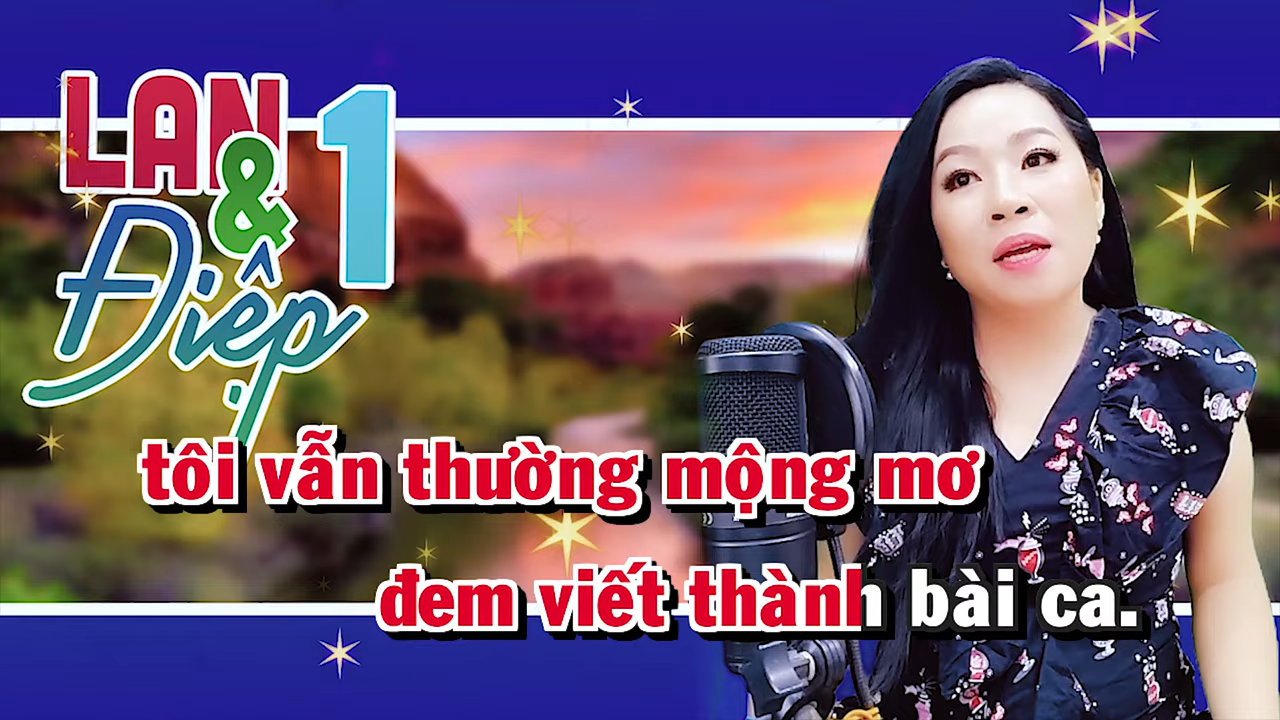 LAN
& 1
Điệp
tôi vẫn thường mộng mơ
đem viết thành bài ca.